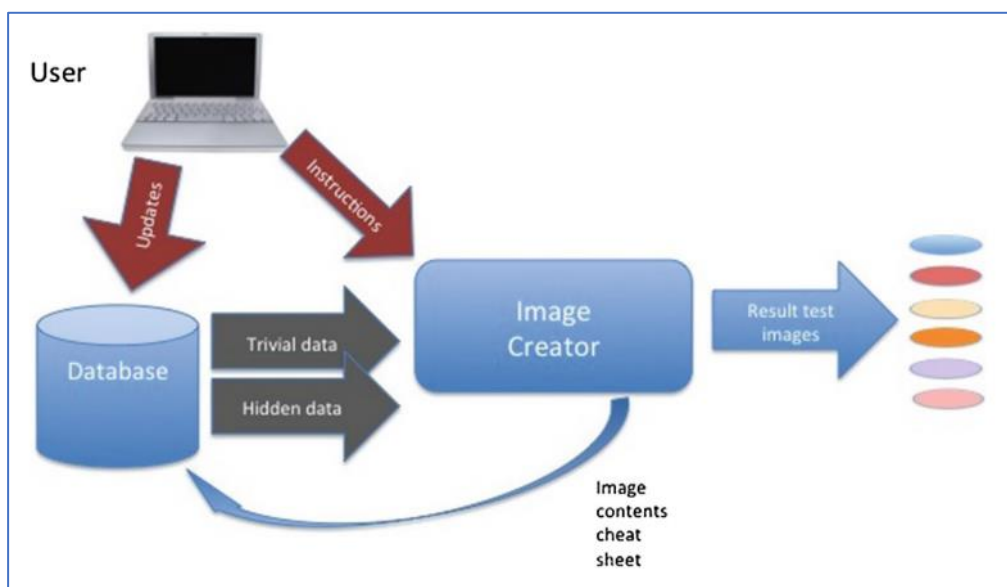 User
Updates
Instructions
Database
Trivial data
Hidden data
Image
Creator
Result test
images
Image
contents
cheat
sheet